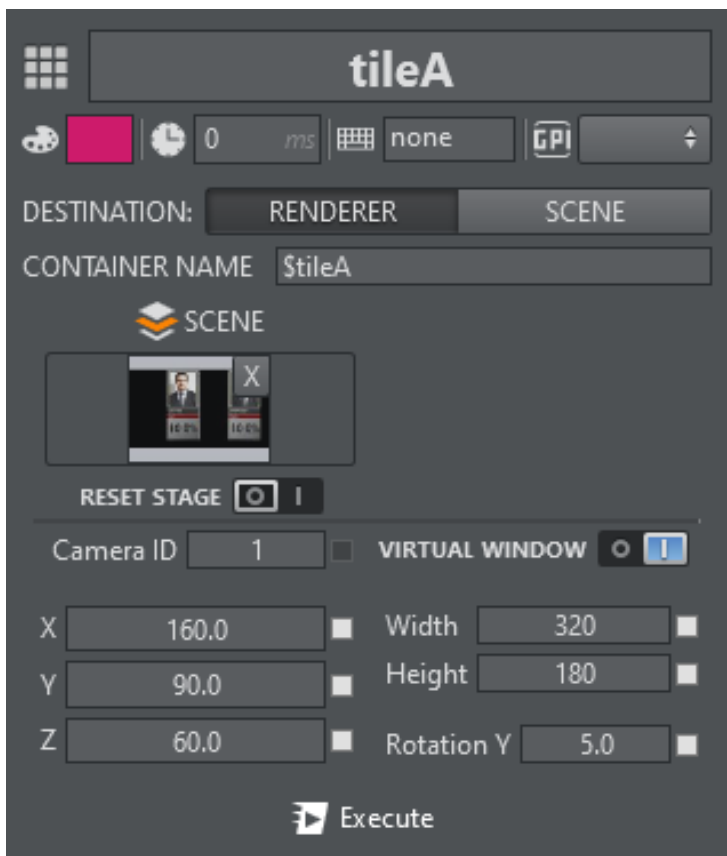 tileA
0 ms none GPI
DESTINATION: RENDERER SCENE
CONTAINER NAME $tileA
SCENE
X
RESET STAGE O I
Camera ID 1 VIRTUAL WINDOW O I
X 160.0 Width 320
Y 90.0 Height 180
Z 60.0 Rotation Y 5.0
Execute